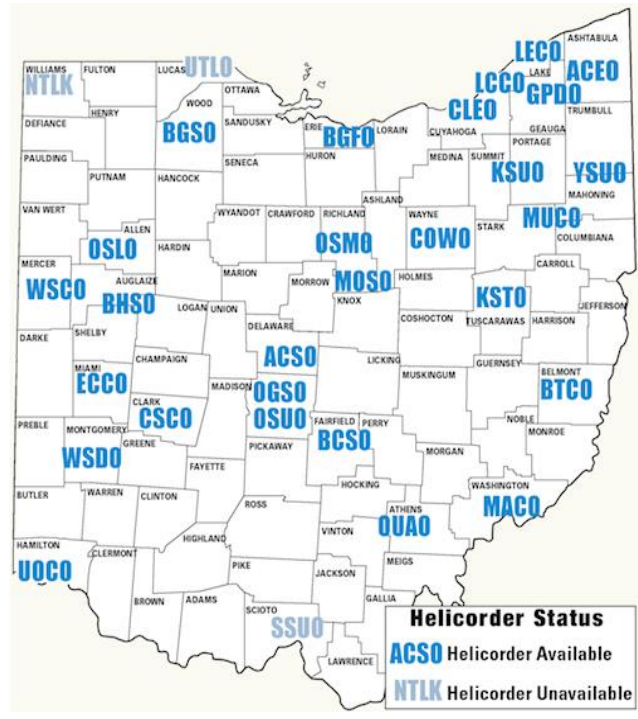 LECO
ASHTABULA
WILLIAMS
FULTON
LUCAS
UTLO
LCCO
LAKE
ACEO
NTLK
OTTAWA
GPDO
WOOD
CLEO
HENRY
TRUMBULL
DEFIANCE
BGSO
SANDUSKY
ERIE
BGFO
LORAIN
CUYAHOGA
GEAUGA
PORTAGE
PAULDING
SENECA
HURON
MEDINA
SUMMIT
KSUO
YSUO
PUTNAM
HANCOCK
MAHONING
ASHLAND
VAN WERT
WYANDOT
CRAWFORD
RICHLAND
WAYNE
MUCO
STARK
ALLEN
OSLO
HARDIN
OSMO
COWO
COLUMBIANA
MERCER
MARION
CARROLL
WSCO
AUGLAIZE
MORROW
MOSO
HOLMES
KSTO
BHSO
LOGAN
UNION
KNOX
JEFFERSON
COSHOCTON
TUSCARAWAS
HARRISON
DELAWARE
DARKE
SHELBY
ACSO
CHAMPAIGN
LICKING
GUERNSEY
MIAMI
MUSKINGUM
BELMONT
ECCO
MADISON
OGSO
BTCO
CLARK
CSCO
OSUO
FAIRFIELD
PERRY
NOBLE
PREBLE
MONTGOMERY
BCSO
MONROE
GREENE
PICKAWAY
WSDO
MORGAN
FAYETTE
HOCKING
WASHINGTON
BUTLER
WARREN
CLINTON
ROSS
ATHENS
MACO
OUAO
VINTON
HIGHLAND
HAMILTON
CLERMONT
MEIGS
UOCO
PIKE
JACKSON
BROWN
ADAMS
GALLIA
SCIOTO
SSUO
LAWRENCE
Helicorder Status
ACSO Helicorder Available
NTLK Helicorder Unavailable